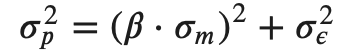 σ_p^2 = (β · σ_m)^2 + σ_ϵ^2